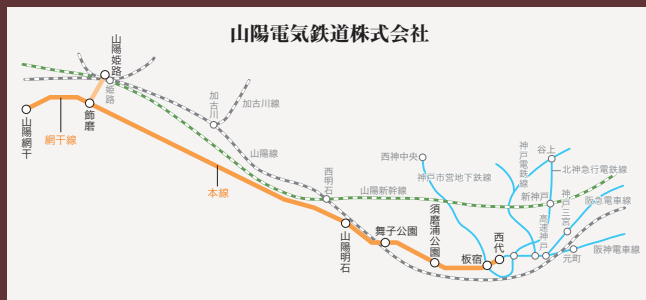 山陽電気鉄道株式会社
山陽姫路
姫路
飾磨
山陽網干
網干線
加古川
加古川線
山陽線
本線
西明石
山陽新幹線
山陽明石
舞子公園
須磨浦公園
板宿
西代
西神中央
神戸市営地下鉄線
神戸電鉄線
谷上
北神急行電鉄線
新神戸
神戸三宮
阪急電車線
高速神戸
元町
阪神電車線